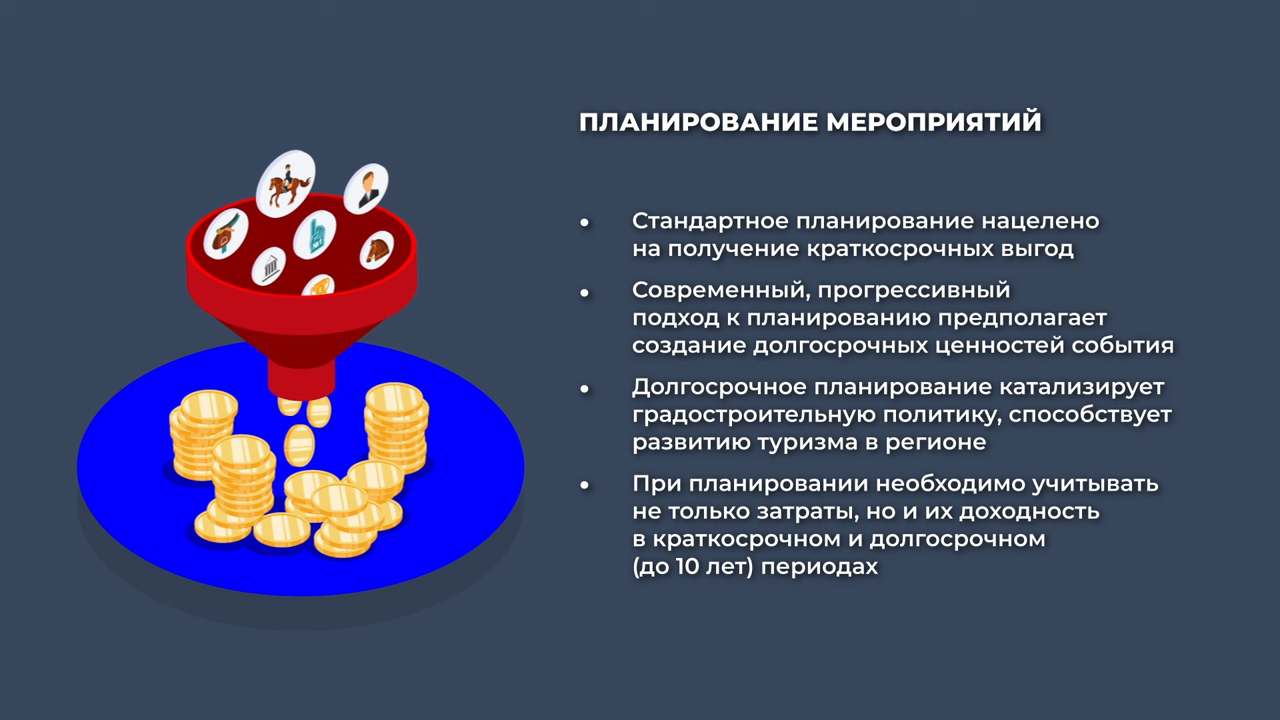 ПЛАНИРОВАНИЕ МЕРОПРИЯТИЙ
• Стандартное планирование нацелено
на получение краткосрочных выгод
• Современный, прогрессивный
подход к планированию предполагает
создание долгосрочных ценностей события
• Долгосрочное планирование катализирует
градостроительную политику, способствует
развитию туризма в регионе
• При планировании необходимо учитывать
не только затраты, но и их доходность
в краткосрочном и долгосрочном
(до 10 лет) периодах